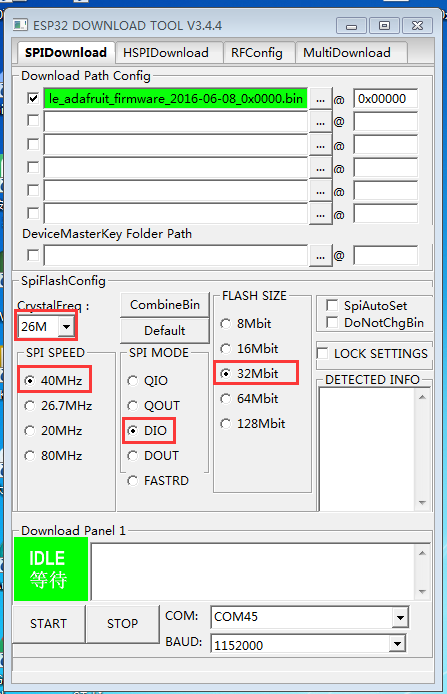 ESP32 DOWNLOAD TOOL V3.4.4
SPIDownload HSPIDownload RFConfig MultiDownload
Download Path Config
le_adafruit_firmware_2016-06-08_0x0000.bin ... @ 0x00000
... @
... @
... @
... @
... @
DeviceMasterKey Folder Path
... @
SpiFlashConfig
CrystalFreq :
26M
CombineBin
Default
FLASH SIZE
8Mbit
16Mbit
32Mbit
64Mbit
128Mbit
SpiAutoSet
DoNotChgBin
LOCK SETTINGS
SPI SPEED
40MHz
26.7MHz
20MHz
80MHz
SPI MODE
QIO
QOUT
DIO
DOUT
FASTRD
DETECTED INFO
Download Panel 1
IDLE
等待
START STOP
COM: COM45
BAUD: 1152000